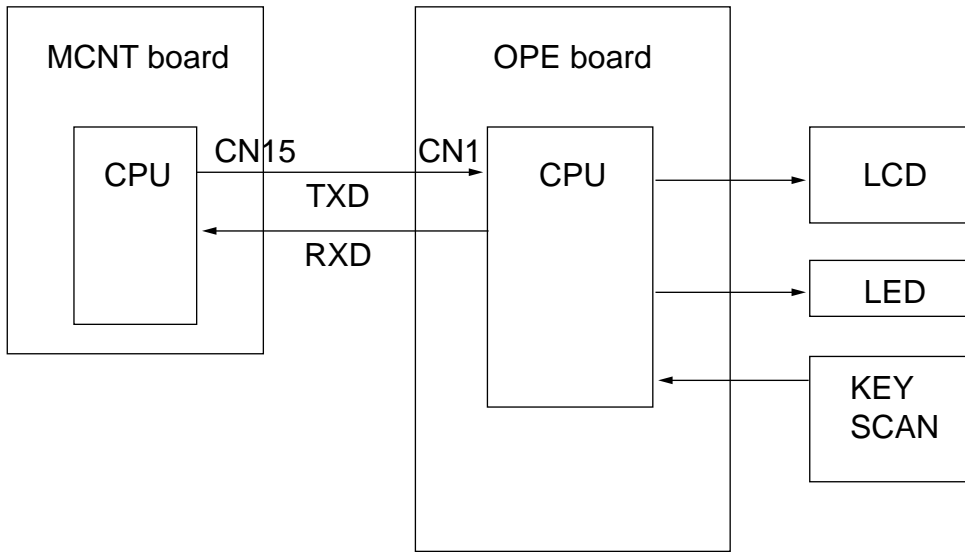 MCNT board
OPE board
CPU
CN15
CN1
TXD
RXD
CPU
LCD
LED
KEY
SCAN